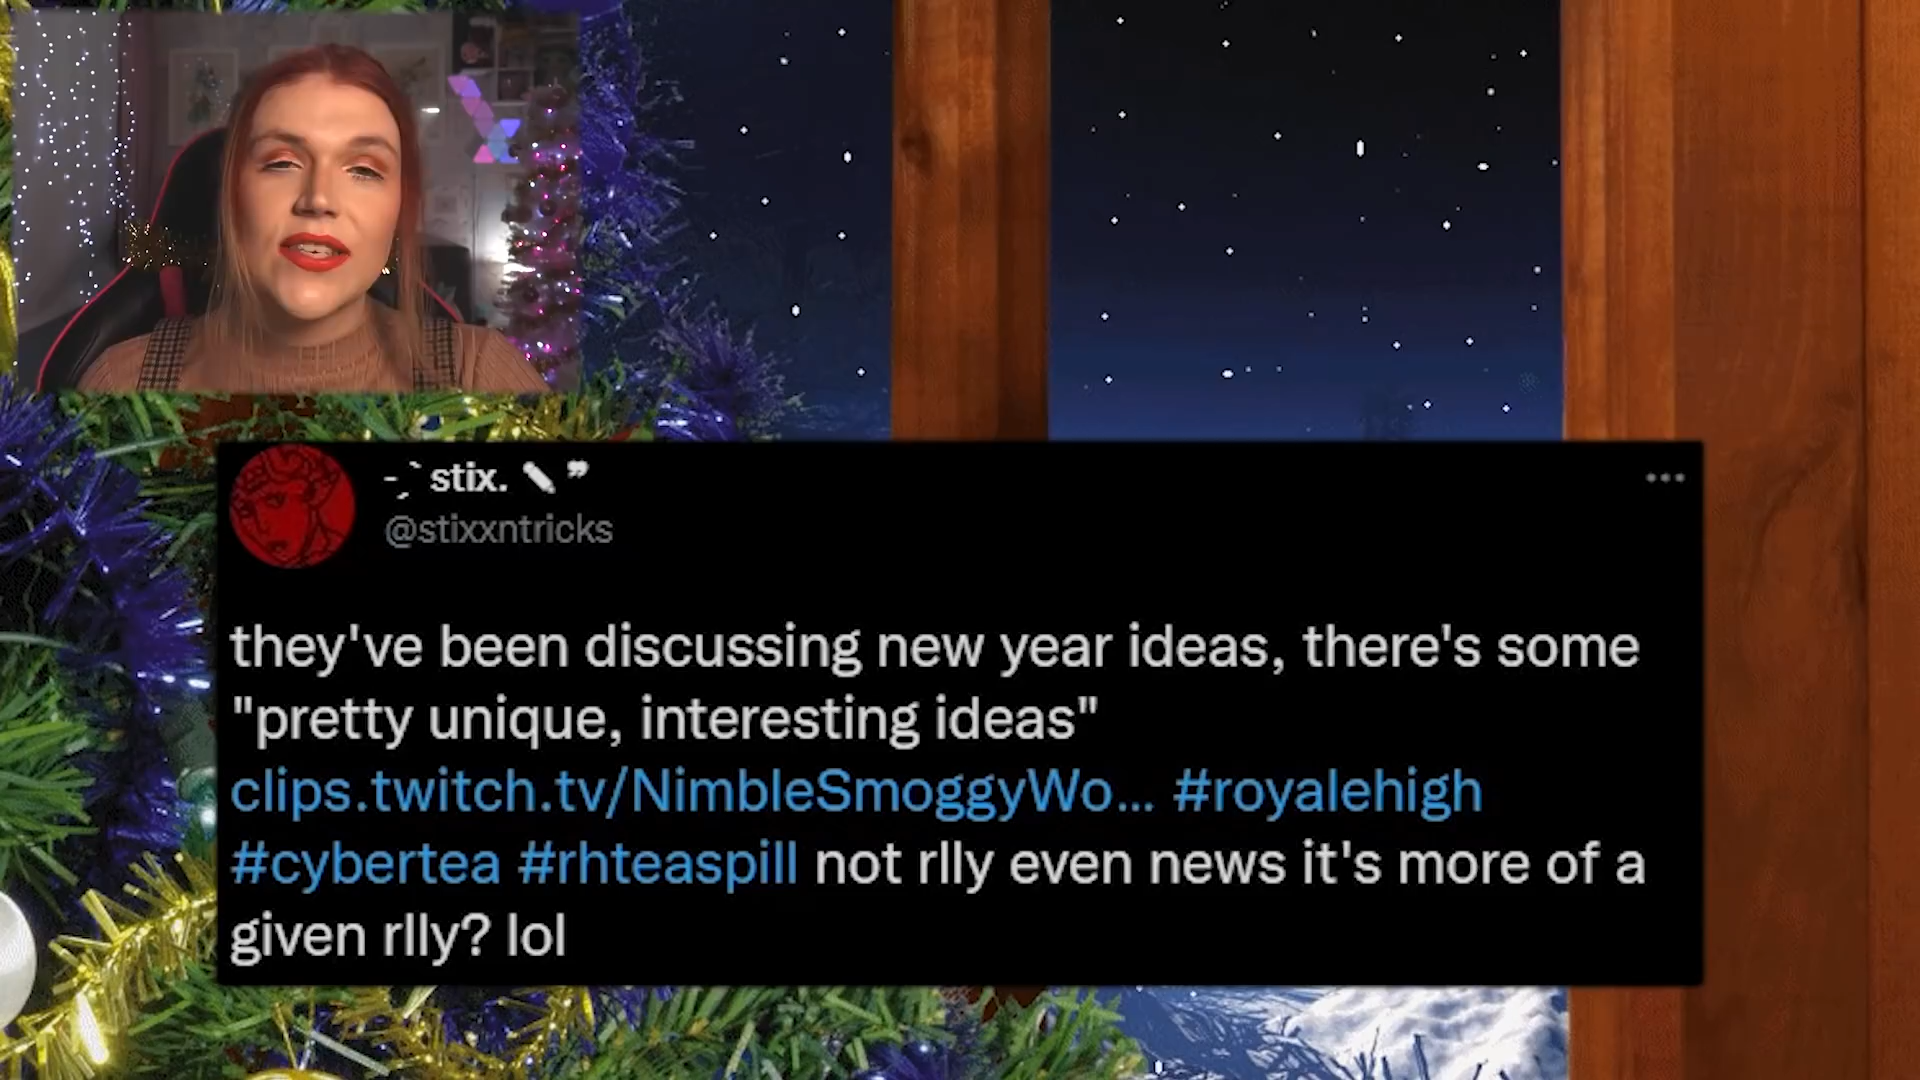 -ˏˋ stix. ✎ ❞
@stixxntricks
they've been discussing new year ideas, there's some
"pretty unique, interesting ideas"
clips.twitch.tv/NimbleSmoggyWo... #royalehigh
#cybertea #rhteaspill not rlly even news it's more of a
given rlly? lol